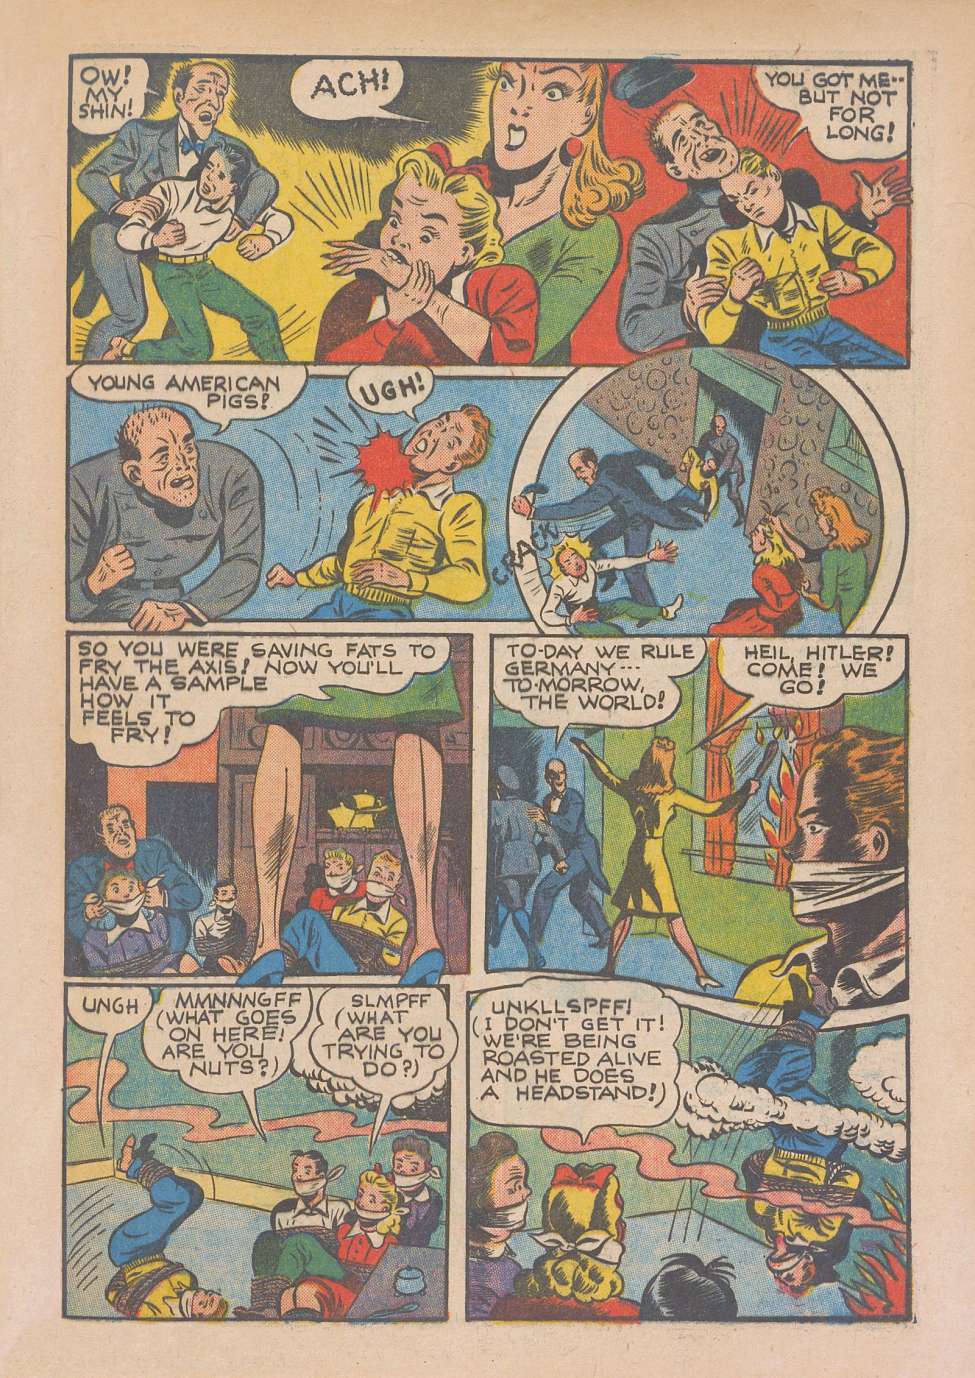 OW!
MY
SHIN!
ACH!
YOU GOT ME--
BUT NOT
FOR
LONG!
YOUNG AMERICAN
PIGS!
UGH!
CRACK!
SO YOU WERE SAVING FATS TO
FRY THE AXIS! NOW YOU'LL
HAVE A SAMPLE
HOW IT
FEELS TO
FRY!
TO-DAY WE RULE
GERMANY---
TO-MORROW,
THE WORLD!
HEIL, HITLER!
COME! WE
GO!
UNGH
MMNNNGFF
(WHAT GOES
ON HERE!
ARE YOU
NUTS?)
SLMPFF
(WHAT
ARE YOU
TRYING TO
DO?)
UNKLLSPFF!
(I DON'T GET IT!
WE'RE BEING
ROASTED ALIVE
AND HE DOES
A HEADSTAND!)